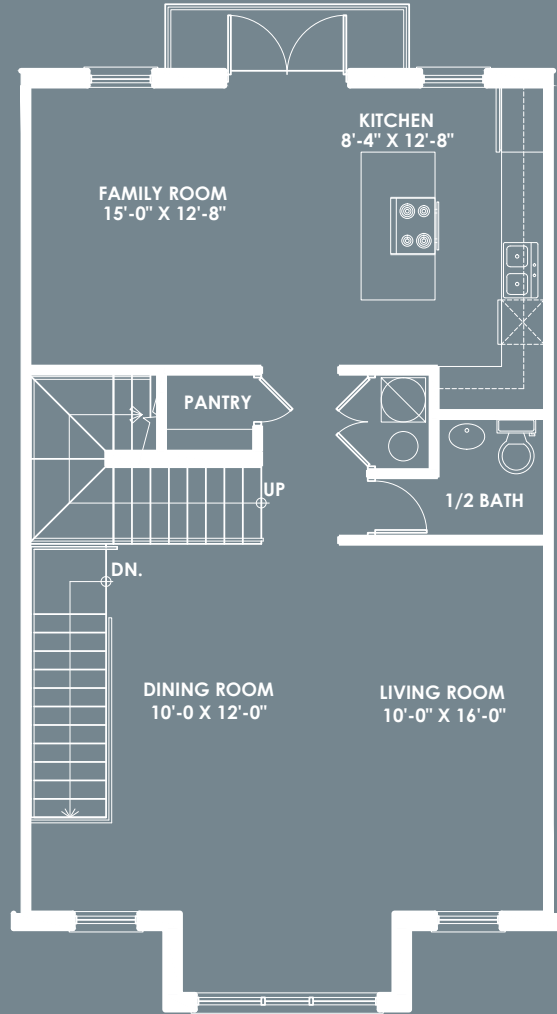 KITCHEN
8'-4" X 12'-8"
FAMILY ROOM
15'-0" X 12'-8"
PANTRY
UP
1/2 BATH
DN.
DINING ROOM
10'-0 X 12'-0"
LIVING ROOM
10'-0" X 16'-0"